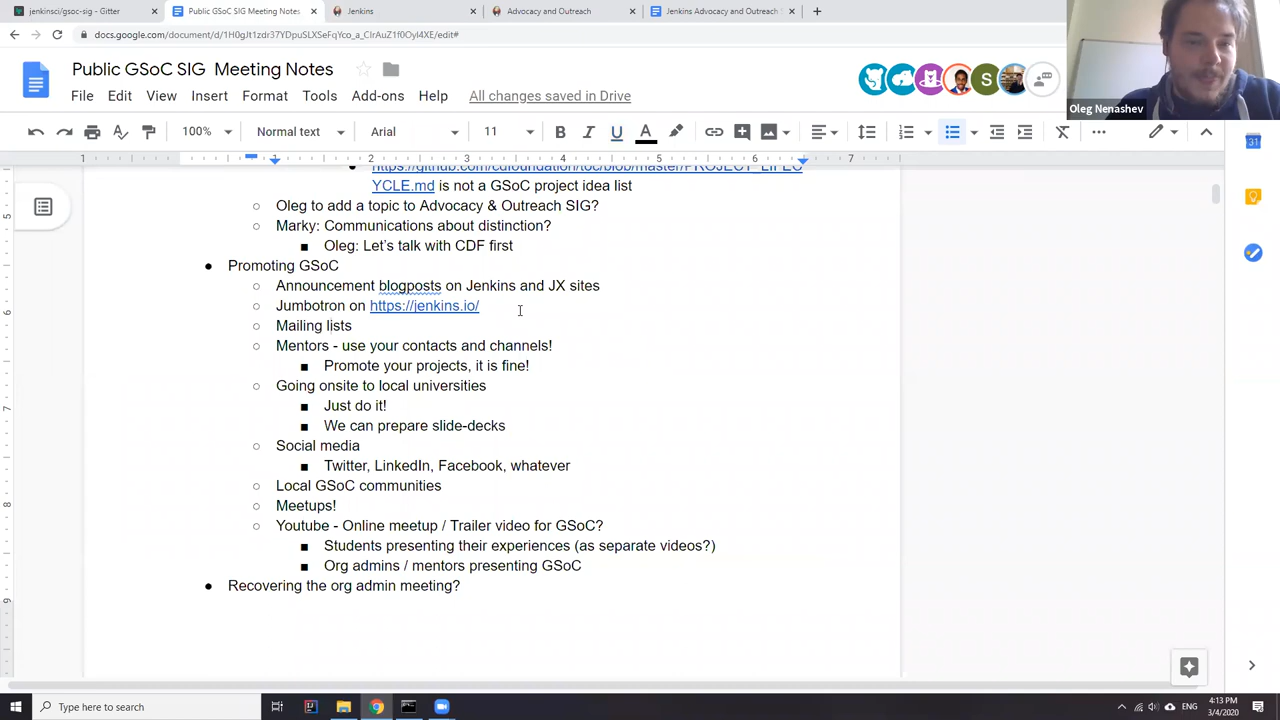 jenkinsci/gsoc-sig - Gitter
Public GSoC SIG Meeting Notes
Jenkins
Advocacy and Outreach
Jenkins Advocacy and Outreach
docs.google.com/document/d/
/edit#
Public GSoC SIG Meeting Notes
File Edit View Insert Format Tools Add-ons Help All changes saved in Drive
100% Normal text Arial 11
Oleg Nenashev
1 1 2 3 4 5 6 7
YCLE.md is not a GSoC project idea list
Oleg to add a topic to Advocacy & Outreach SIG?
Marky: Communications about distinction?
Oleg: Let's talk with CDF first
Promoting GSoC
Announcement blogposts on Jenkins and JX sites
Jumbotron on https://jenkins.io/
Mailing lists
Mentors - use your contacts and channels!
Promote your projects, it is fine!
Going onsite to local universities
Just do it!
We can prepare slide-decks
Social media
Twitter, LinkedIn, Facebook, whatever
Local GSoC communities
Meetups!
Youtube - Online meetup / Trailer video for GSoC?
Students presenting their experiences (as separate videos?)
Org admins / mentors presenting GSoC
Recovering the org admin meeting?
Type here to search
ENG
4:13 PM
3/4/2020